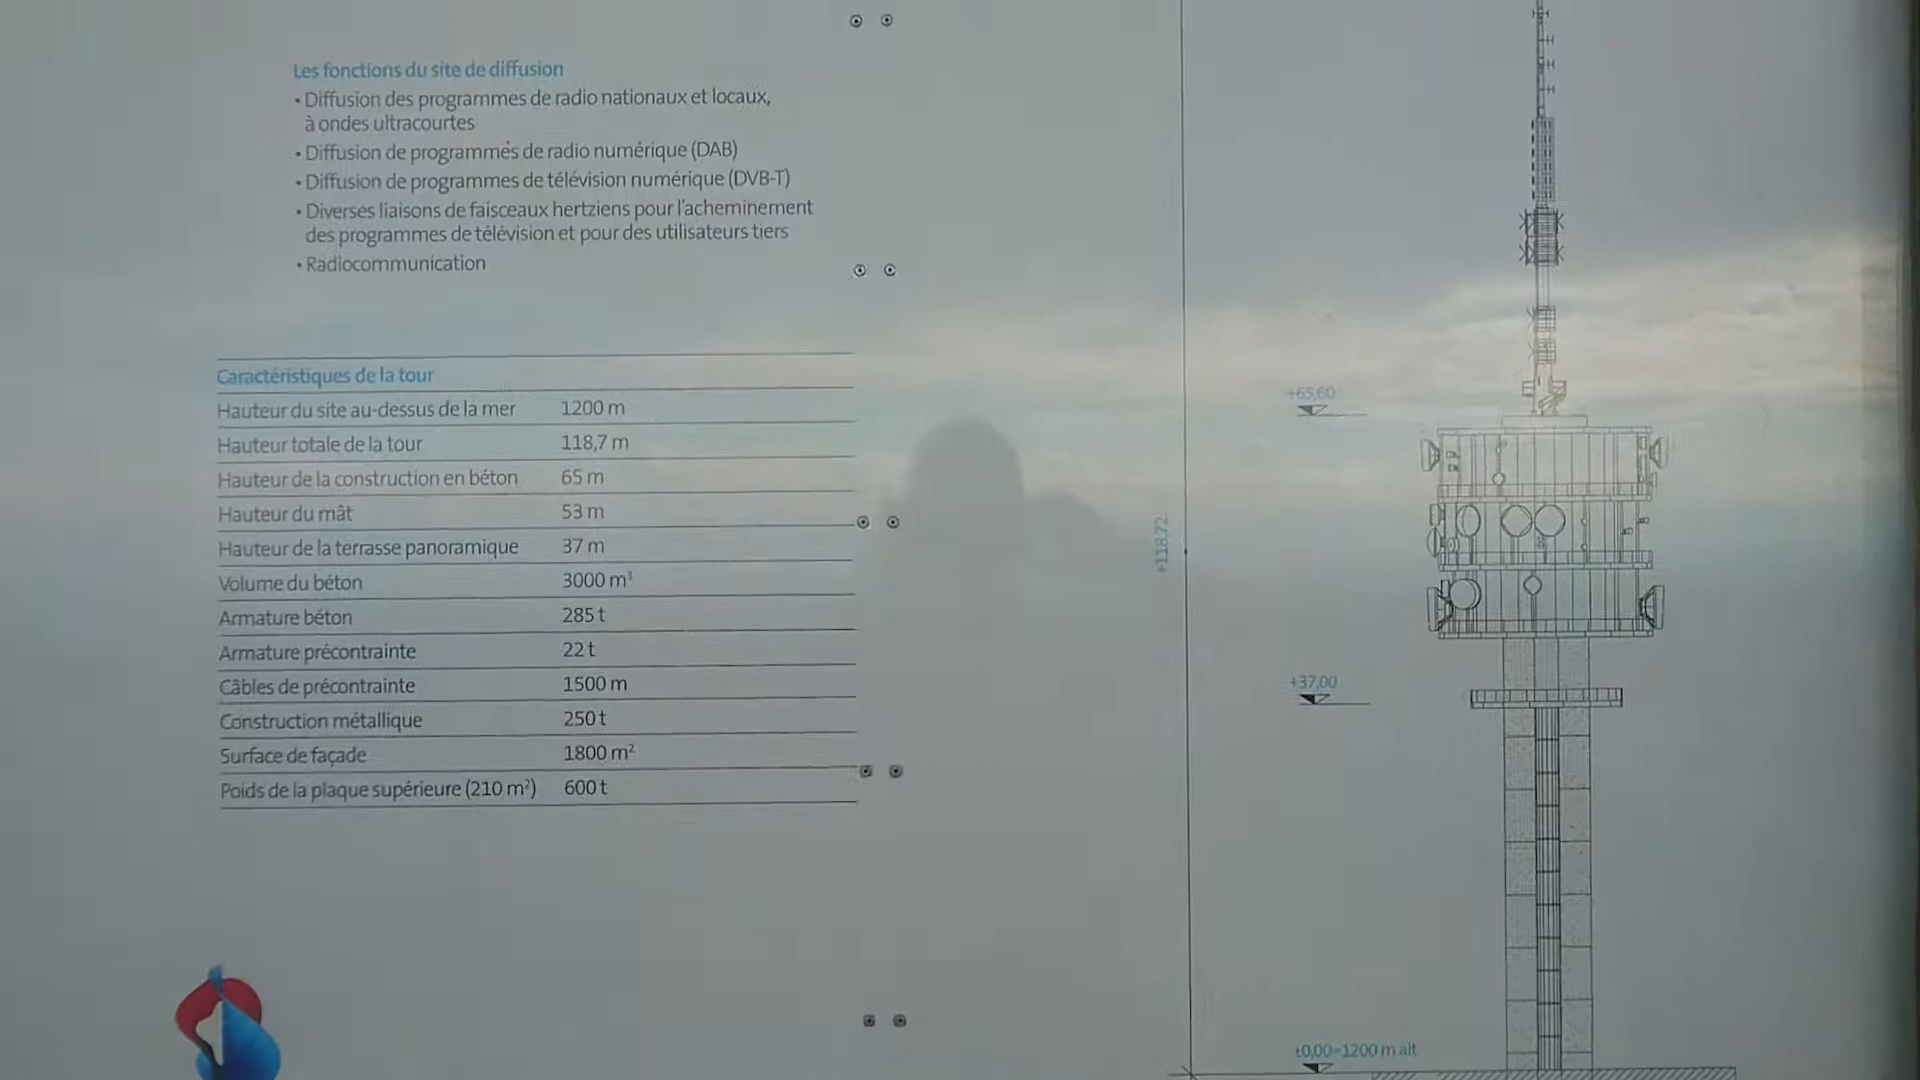 Les fonctions du site de diffusion
• Diffusion des programmes de radio nationaux et locaux,
à ondes ultracourtes
• Diffusion de programmes de radio numérique (DAB)
• Diffusion de programmes de télévision numérique (DVB-T)
• Diverses liaisons de faisceaux hertziens pour l'acheminement
des programmes de télévision et pour des utilisateurs tiers
• Radiocommunication
Caractéristiques de la tour
Hauteur du site au-dessus de la mer 1200 m
Hauteur totale de la tour 118,7 m
Hauteur de la construction en béton 65 m
Hauteur du mât 53 m
Hauteur de la terrasse panoramique 37 m
Volume du béton 3000 m³
Armature béton 285 t
Armature précontrainte 22 t
Câbles de précontrainte 1500 m
Construction métallique 250 t
Surface de façade 1800 m²
Poids de la plaque supérieure (210 m²) 600 t
+118,72
+65,60
+37,00
±0,00=1200 m alt